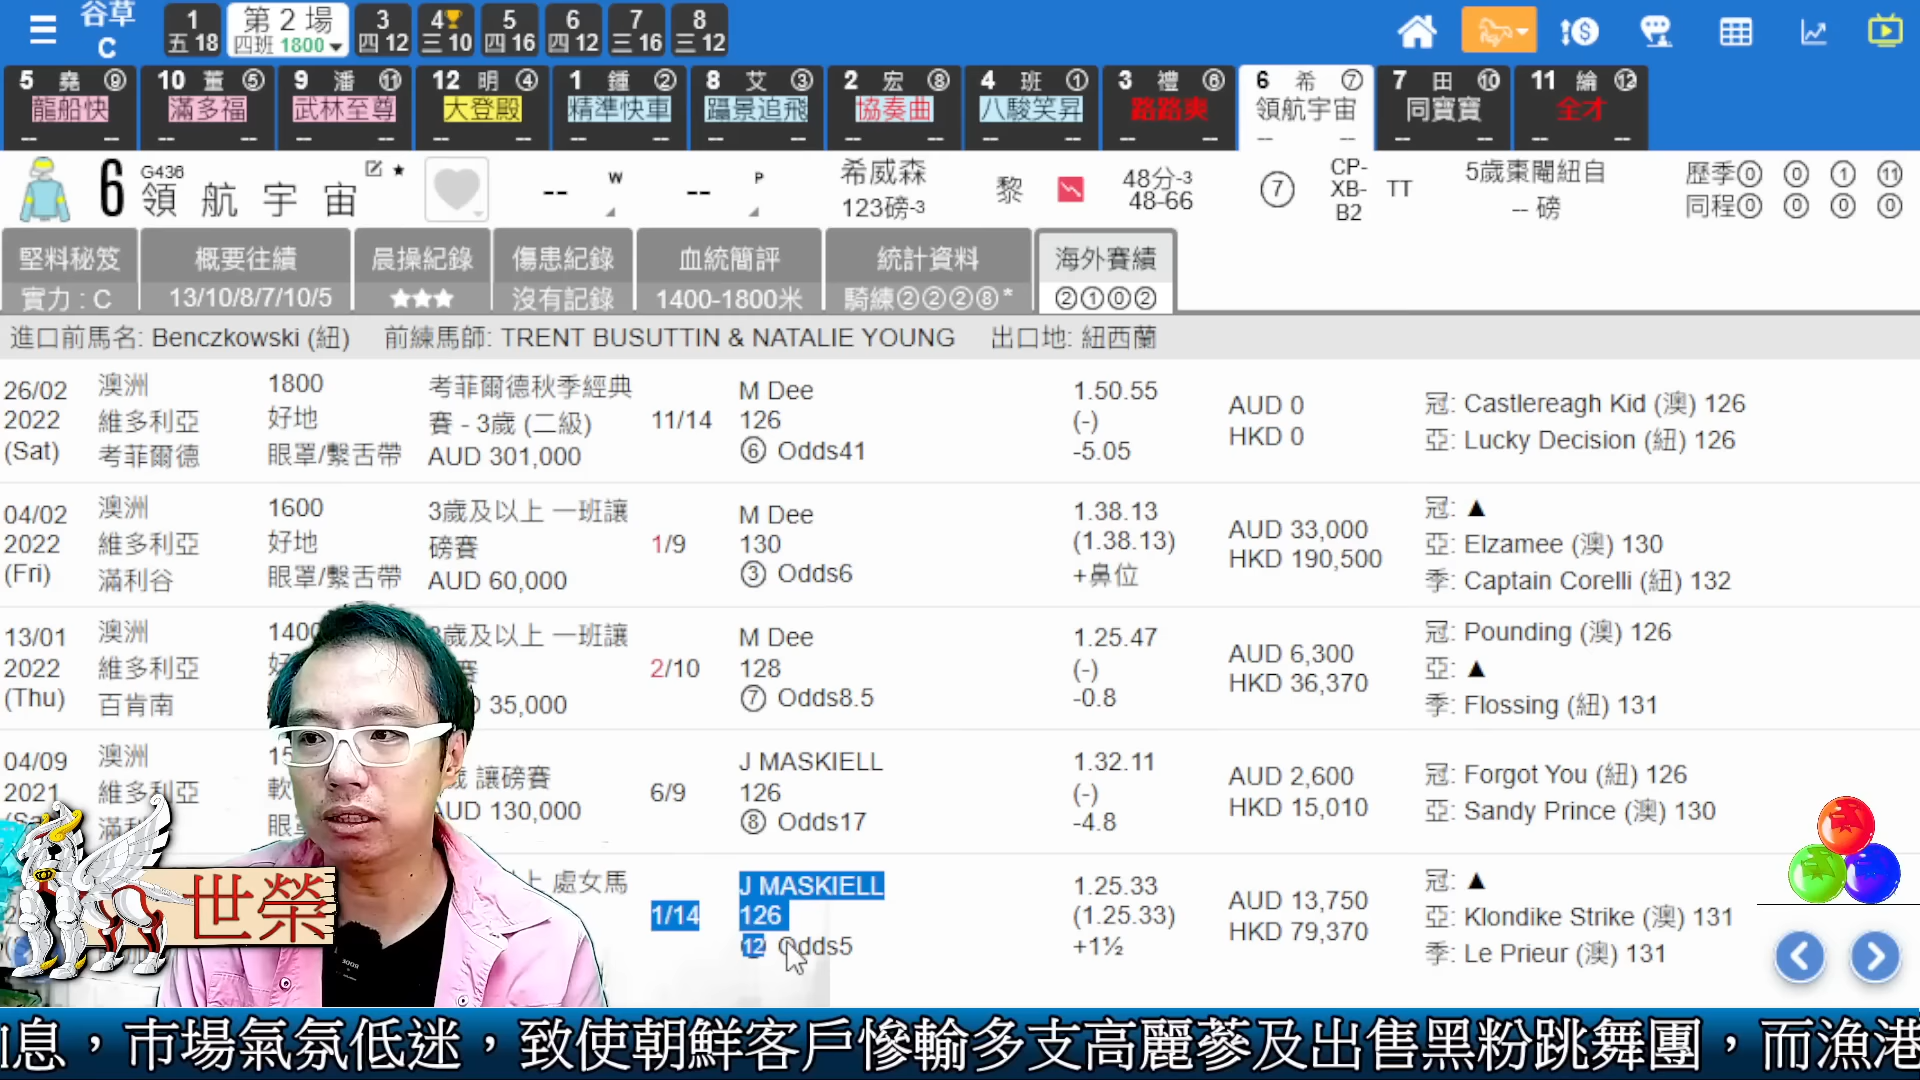 谷草 C
1 五 18
第 2 場 四班 1800
3 四 12
4 三 10
5 四 16
6 四 12
7 三 16
8 三 12
5 堯 ⑨ 龍船快 -- --
10 董 ⑤ 滿多福 -- --
9 潘 ⑪ 武林至尊 -- --
12 明 ④ 大登殿 -- --
1 鍾 ② 精準快車 -- --
8 艾 ③ 躡景追飛 -- --
2 宏 ⑧ 協奏曲 -- --
4 班 ① 八駿笑昇 -- --
3 禮 ⑥ 路路爽 -- --
6 希 ⑦ 領航宇宙 -- --
7 田 ⑩ 同寶寶 -- --
11 綸 ⑫ 全才 -- --
6 G436 領航宇宙 ★
-- W -- P
希威森 123磅-3
黎
48分-3 48-66
⑦
CP-XB-B2
TT
5歲棗閹紐自 -- 磅
歷季⓪ ⓪ ① ⑪
同程⓪ ⓪ ⓪ ⓪
堅料秘笈 實力 : C
概要往績 13/10/8/7/10/5
晨操紀錄 ★★★
傷患紀錄 沒有記錄
血統簡評 1400-1800米
統計資料 騎練②②②⑧*
海外賽績 ②①⓪②
進口前馬名: Benczkowski (紐) 前練馬師: TRENT BUSUTTIN & NATALIE YOUNG 出口地: 紐西蘭
26/02 2022 (Sat) 澳洲 維多利亞 考菲爾德 1800 好地 眼罩/繫舌帶 考菲爾德秋季經典賽 - 3歲 (二級) AUD 301,000 11/14 M Dee 126 ⑥ Odds41 1.50.55 (-) -5.05 AUD 0 HKD 0 冠: Castlereagh Kid (澳) 126 亞: Lucky Decision (紐) 126
04/02 2022 (Fri) 澳洲 維多利亞 滿利谷 1600 好地 眼罩/繫舌帶 3歲及以上 一班讓磅賽 AUD 60,000 1/9 M Dee 130 ③ Odds6 1.38.13 (1.38.13) +鼻位 AUD 33,000 HKD 190,500 冠: ▲ 亞: Elzamee (澳) 130 季: Captain Corelli (紐) 132
13/01 2022 (Thu) 澳洲 維多利亞 百肯南 1400 歲及以上 一班讓 賽 35,000 2/10 M Dee 128 ⑦ Odds8.5 1.25.47 (-) -0.8 AUD 6,300 HKD 36,370 冠: Pounding (澳) 126 亞: ▲ 季: Flossing (紐) 131
04/09 2021 澳洲 維多利亞 15 軟 讓磅賽 AUD 130,000 6/9 J MASKIELL 126 ⑧ Odds17 1.32.11 (-) -4.8 AUD 2,600 HKD 15,010 冠: Forgot You (紐) 126 亞: Sandy Prince (澳) 130
上 處女馬 1/14 J MASKIELL 126 12 Odds5 1.25.33 (1.25.33) +1½ AUD 13,750 HKD 79,370 冠: ▲ 亞: Klondike Strike (澳) 131 季: Le Prieur (澳) 131
世榮
息，市場氣氛低迷，致使朝鮮客戶慘輸多支高麗蔘及出售黑粉跳舞團，而漁港